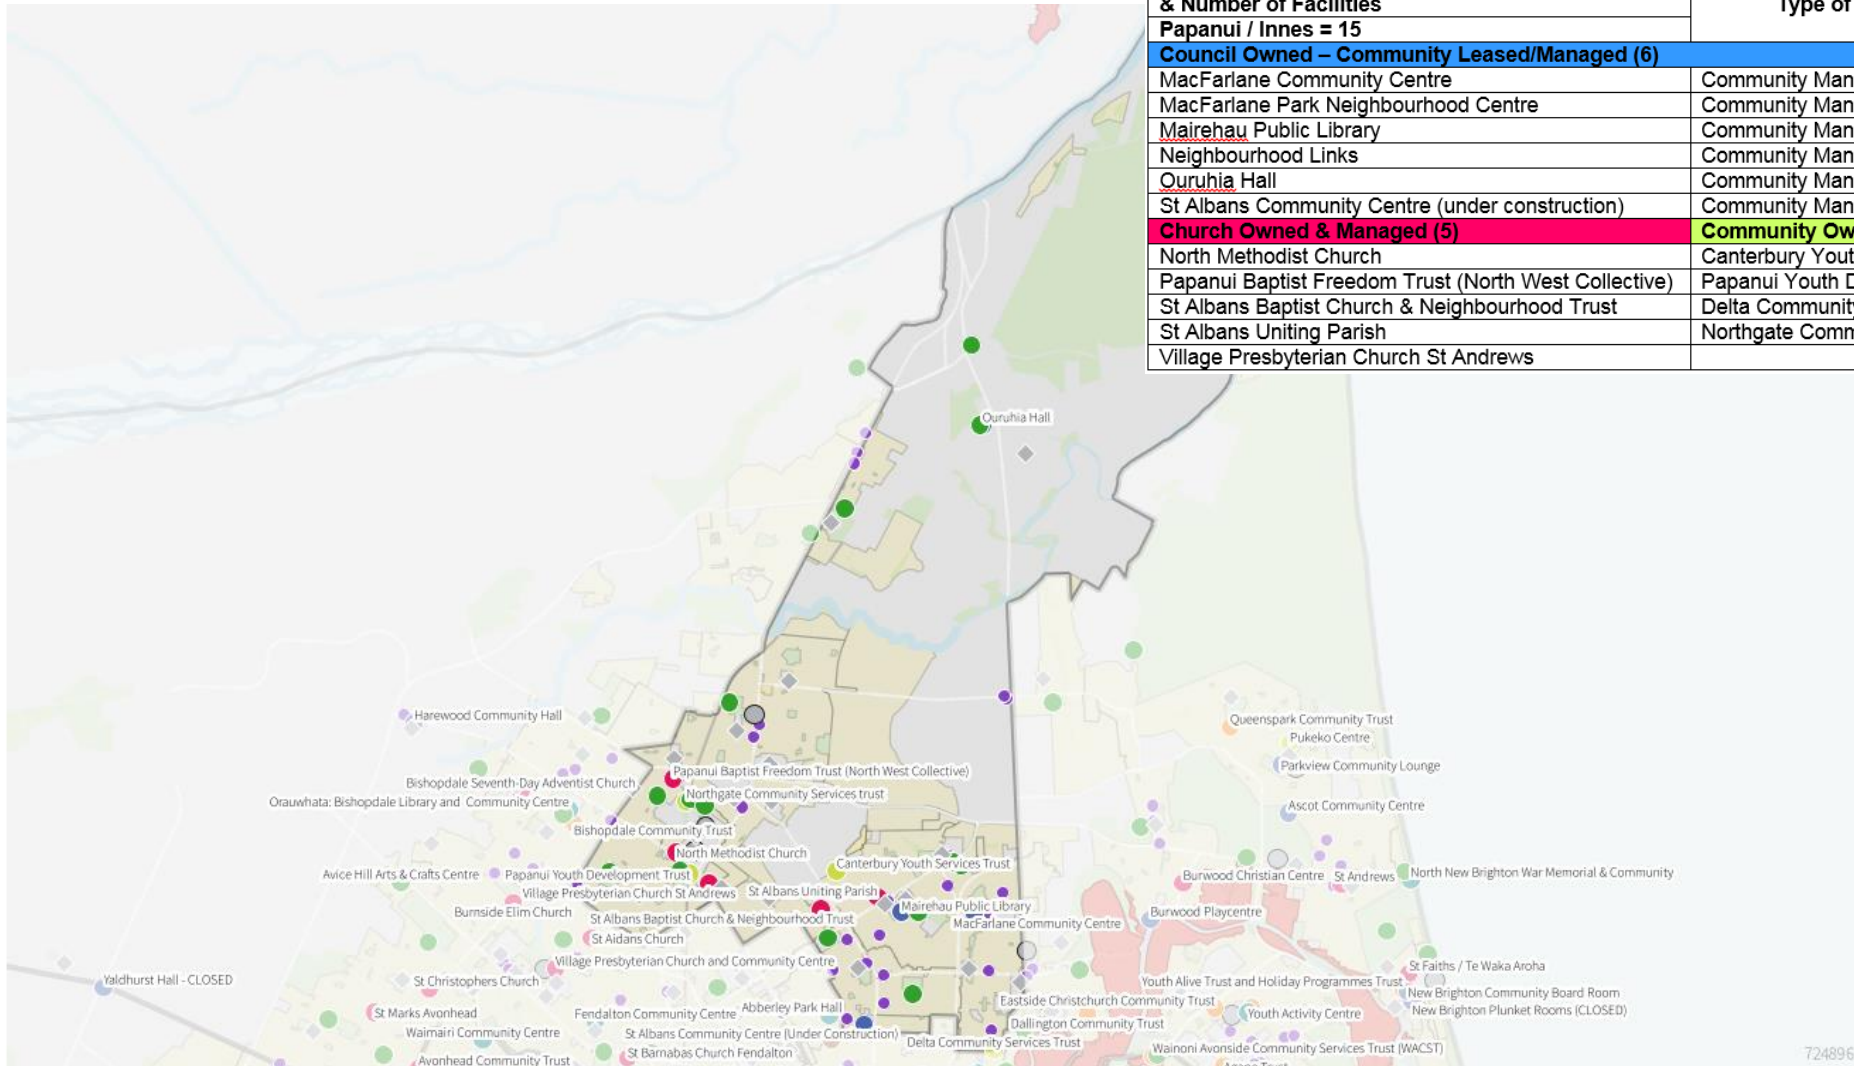 & Number of Facilities
Type of
Papanui / Innes = 15
Council Owned – Community Leased/Managed (6)
MacFarlane Community Centre
Community Man
MacFarlane Park Neighbourhood Centre
Community Man
Mairehau Public Library
Community Man
Neighbourhood Links
Community Man
Ouruhia Hall
Community Man
St Albans Community Centre (under construction)
Community Man
Church Owned & Managed (5)
Community Ow
North Methodist Church
Canterbury Yout
Papanui Baptist Freedom Trust (North West Collective)
Papanui Youth D
St Albans Baptist Church & Neighbourhood Trust
Delta Community
St Albans Uniting Parish
Northgate Comm
Village Presbyterian Church St Andrews
Ouruhia Hall
Harewood Community Hall
Queenspark Community Trust
Pukeko Centre
Parkview Community Lounge
Papanui Baptist Freedom Trust (North West Collective)
Bishopdale Seventh-Day Adventist Church
Northgate Community Services trust
Orauwhata: Bishopdale Library and Community Centre
Ascot Community Centre
Bishopdale Community Trust
North Methodist Church
Canterbury Youth Services Trust
Avice Hill Arts & Crafts Centre
Papanui Youth Development Trust
Burwood Christian Centre
St Andrews
North New Brighton War Memorial & Community
Village Presbyterian Church St Andrews
St Albans Uniting Parish
Mairehau Public Library
Burnside Elim Church
St Albans Baptist Church & Neighbourhood Trust
MacFarlane Community Centre
Burwood Playcentre
St Aidans Church
Village Presbyterian Church and Community Centre
St Faiths / Te Waka Aroha
Yaldhurst Hall - CLOSED
St Christophers Church
Youth Alive Trust and Holiday Programmes Trust
New Brighton Community Board Room
Eastside Christchurch Community Trust
New Brighton Plunket Rooms (CLOSED)
St Marks Avonhead
Fendalton Community Centre
Abberley Park Hall
Youth Activity Centre
Waimairi Community Centre
St Albans Community Centre (Under Construction)
Dallington Community Trust
Delta Community Services Trust
Wainoni Avonside Community Services Trust (WACST)
St Barnabas Church Fendalton
Avonhead Community Trust
724896